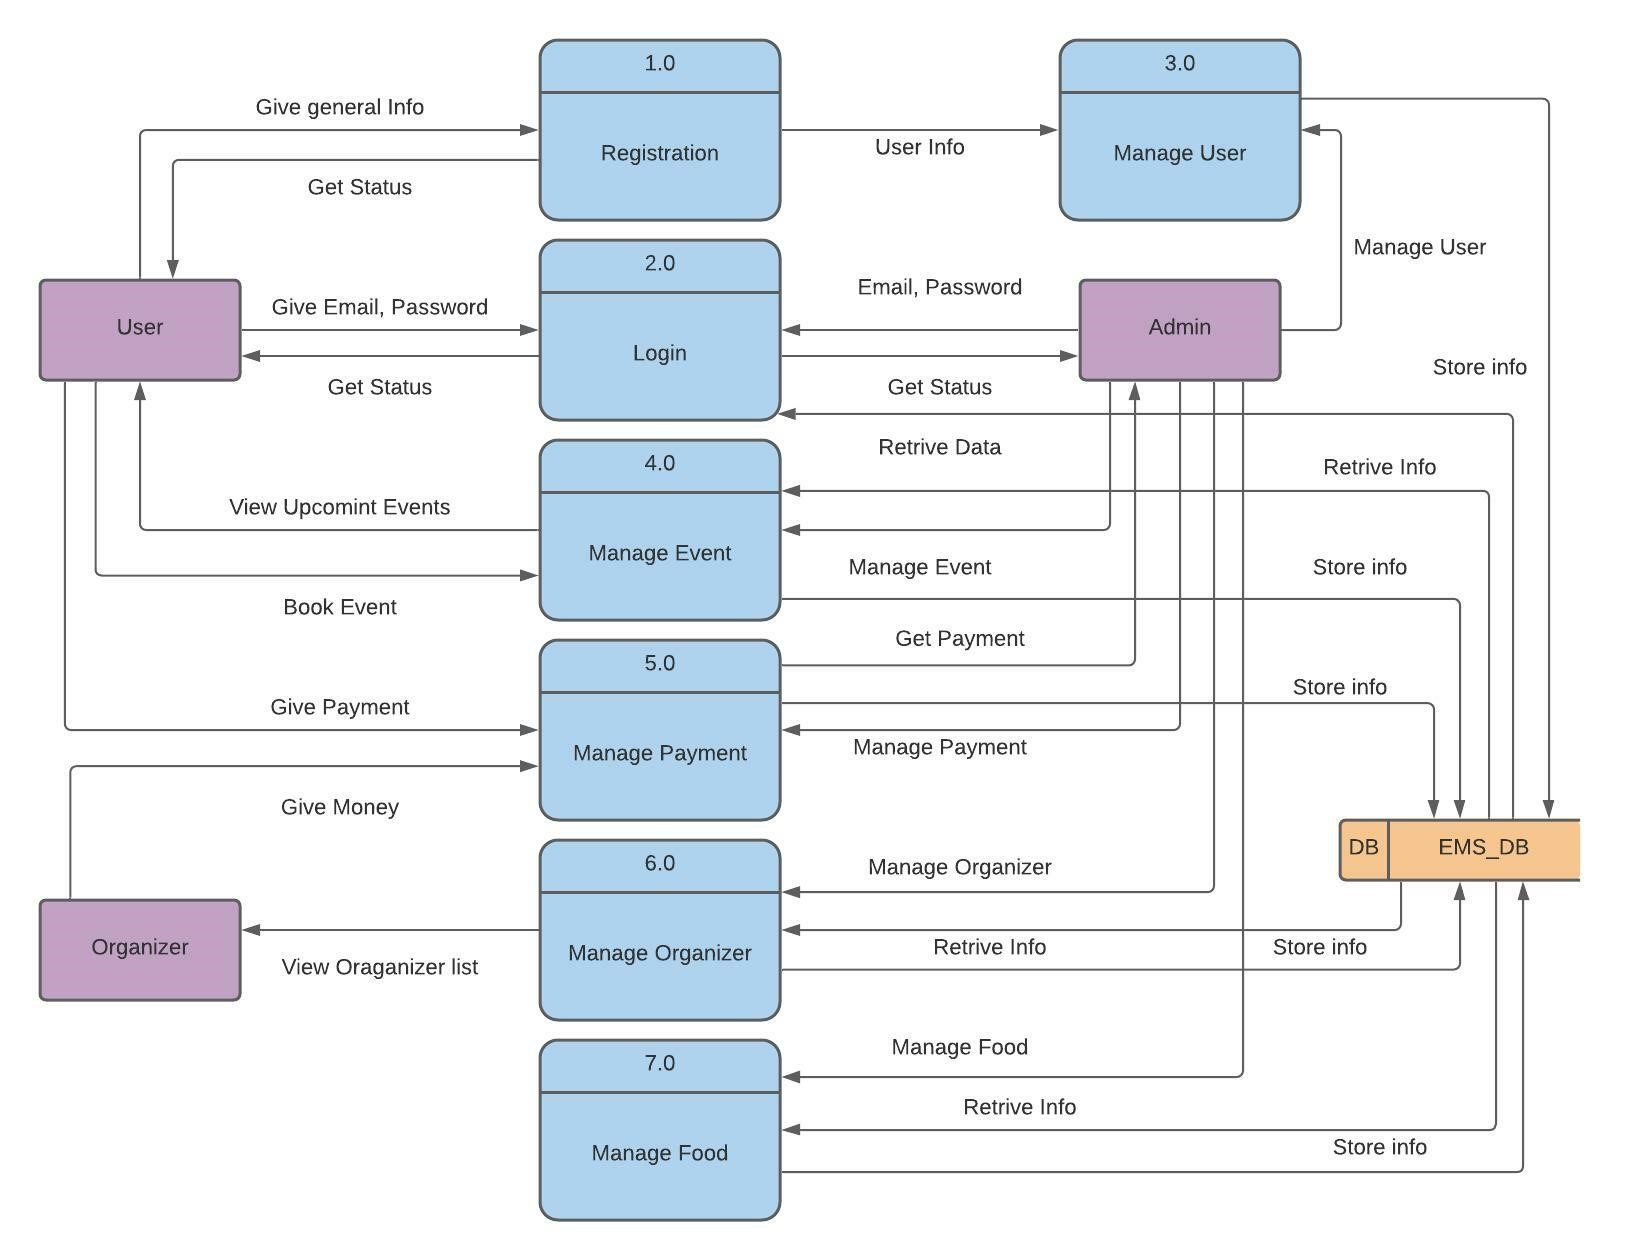 1.0
3.0
Give general Info
Registration
User Info
Manage User
Get Status
Manage User
2.0
Email, Password
Give Email, Password
User
Login
Admin
Store info
Get Status
Get Status
Retrive Data
4.0
Retrive Info
View Upcomint Events
Manage Event
Manage Event
Store info
Book Event
Get Payment
5.0
Store info
Give Payment
Manage Payment
Manage Payment
Give Money
DB
EMS_DB
6.0
Manage Organizer
Organizer
Manage Organizer
Retrive Info
Store info
View Oraganizer list
Manage Food
7.0
Retrive Info
Manage Food
Store info